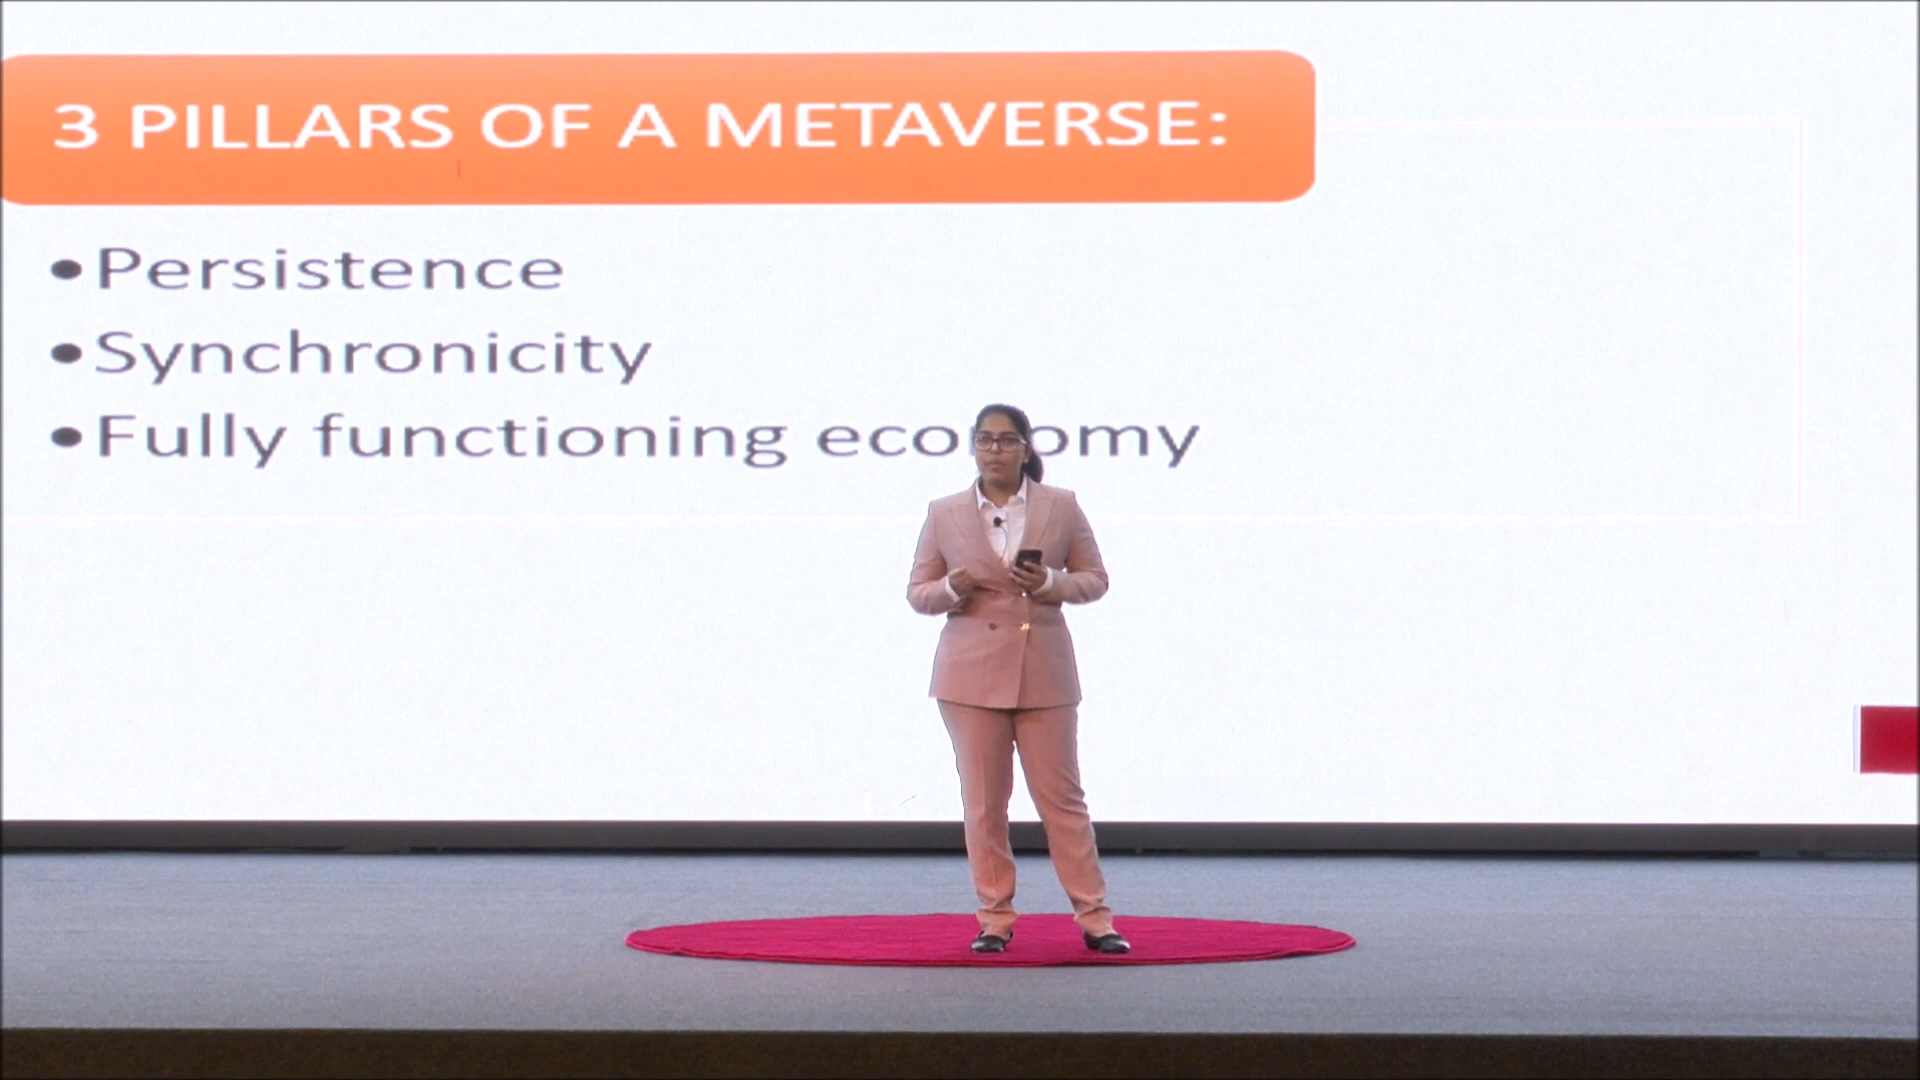 3 PILLARS OF A METAVERSE:
•Persistence
•Synchronicity
•Fully functioning economy